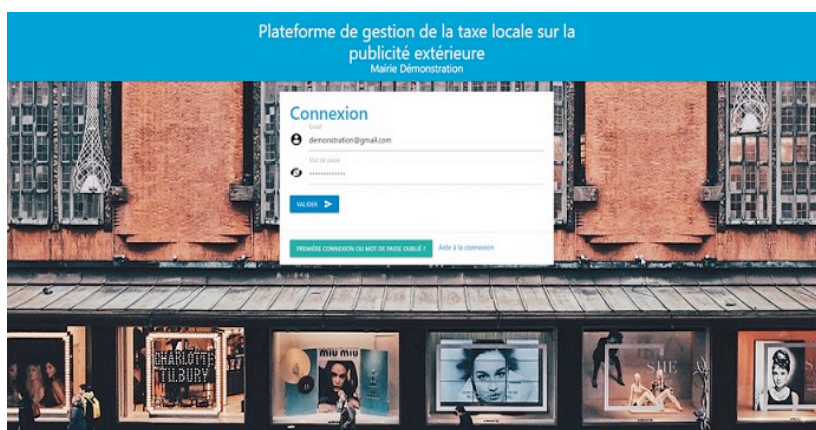 Plateforme de gestion de la taxe locale sur la
publicité extérieure
Mairie Démonstration
Connexion
Email
demonstration@gmail.com
Mot de passe
•••••••••••••
VALIDER
PREMIÈRE CONNEXION OU MOT DE PASSE OUBLIÉ ?
Aide à la connexion
CHARLOTTE
TILBURY
miu miu
SHE